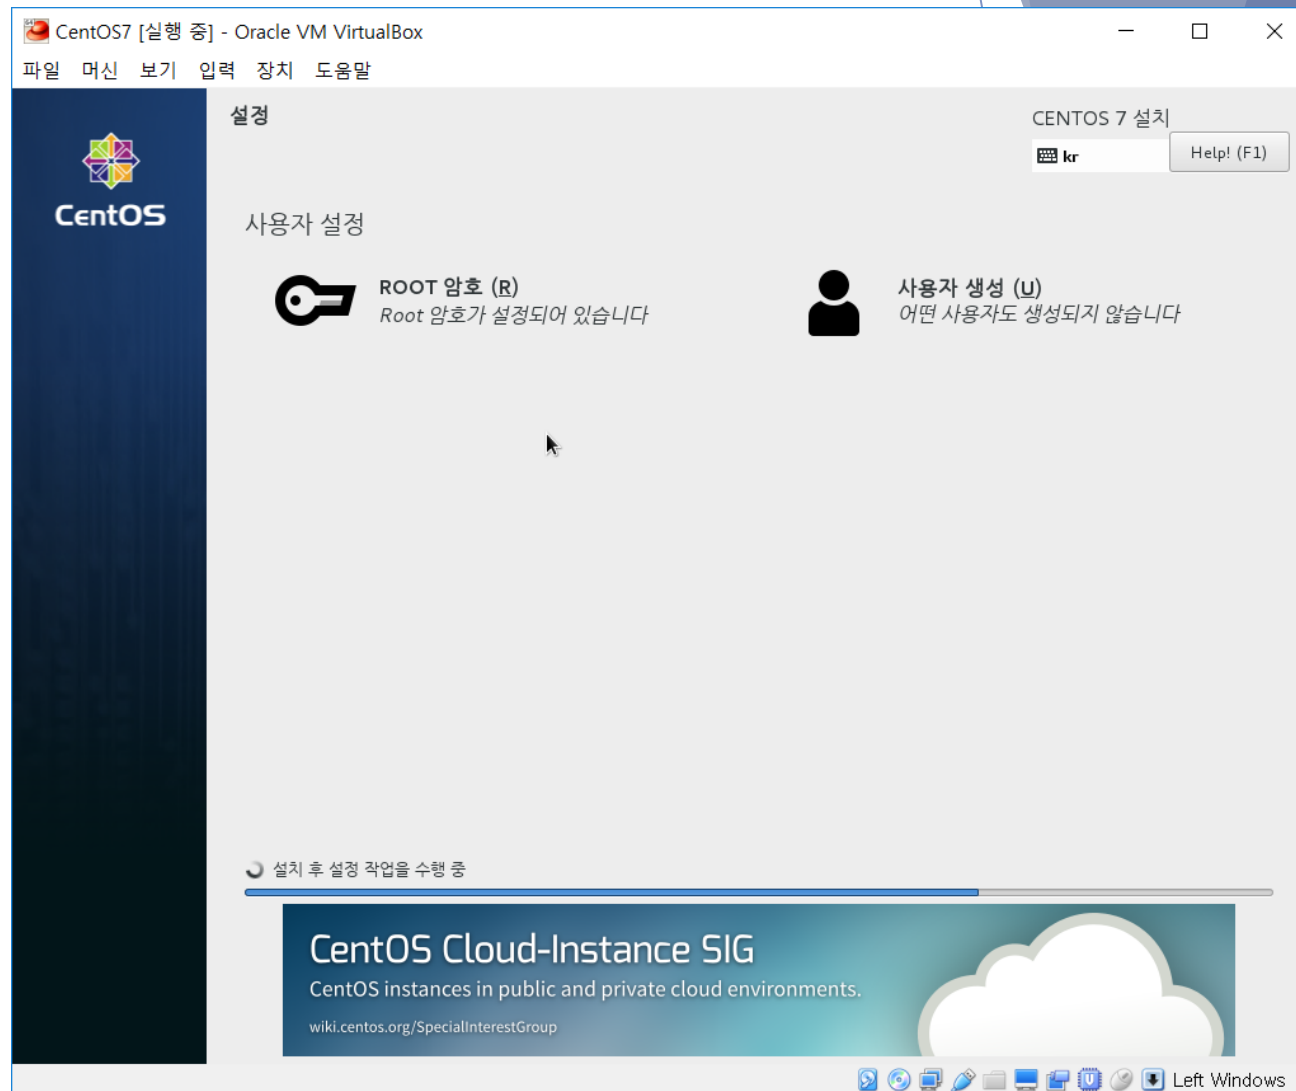 CentOS7 [실행 중] - Oracle VM VirtualBox
파일 머신 보기 입력 장치 도움말
CentOS
설정
CENTOS 7 설치
kr
Help! (F1)
사용자 설정
ROOT 암호 (R)
Root 암호가 설정되어 있습니다
사용자 생성 (U)
어떤 사용자도 생성되지 않습니다
설치 후 설정 작업을 수행 중
CentOS Cloud-Instance SIG
CentOS instances in public and private cloud environments.
wiki.centos.org/SpecialInterestGroup
Left Windows